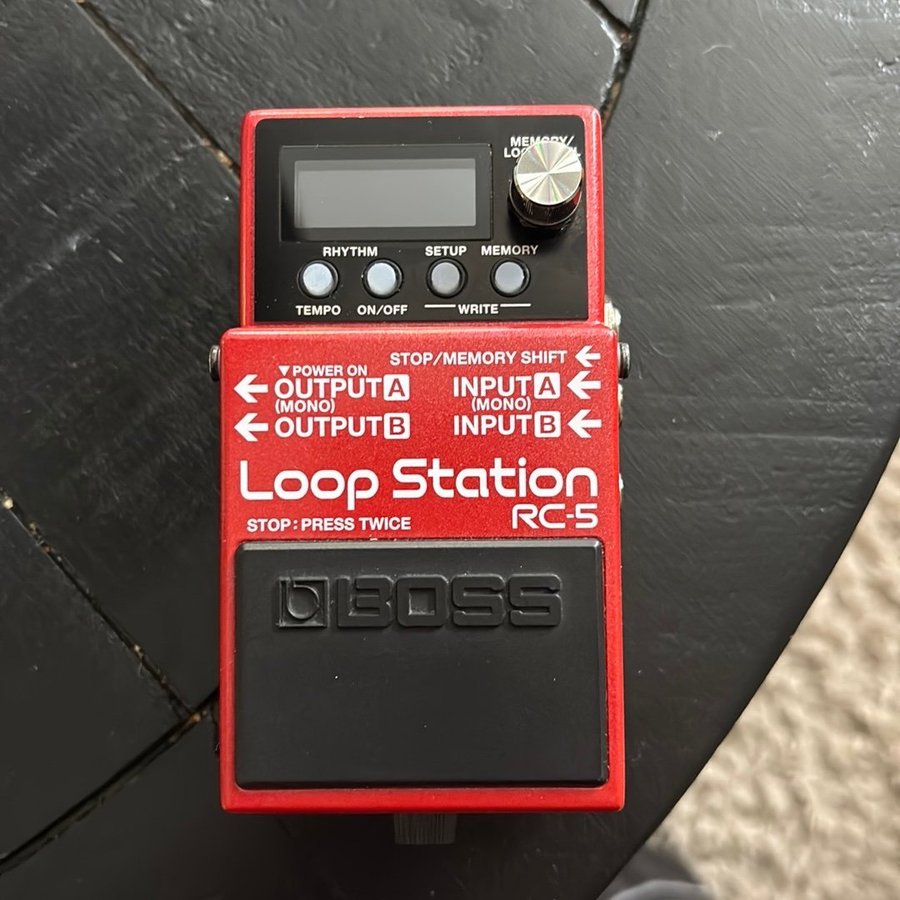 MEMORY/
RHYTHM SETUP MEMORY
TEMPO ON/OFF WRITE
STOP/MEMORY SHIFT ←
▼POWER ON
← OUTPUT A INPUT A ←
(MONO) (MONO)
← OUTPUT B INPUT B ←
Loop Station
STOP : PRESS TWICE RC-5
BOSS